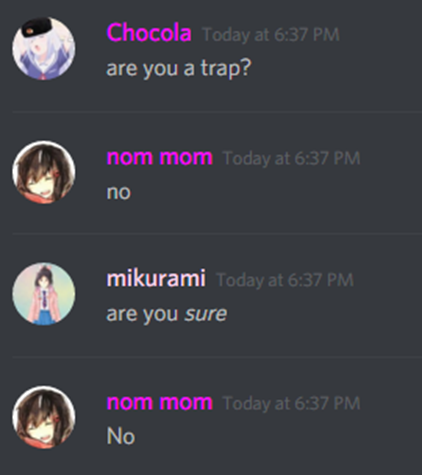 Chocola Today at 6:37 PM
are you a trap?
nom mom Today at 6:37 PM
no
mikurami Today at 6:37 PM
are you sure
nom mom Today at 6:37 PM
No